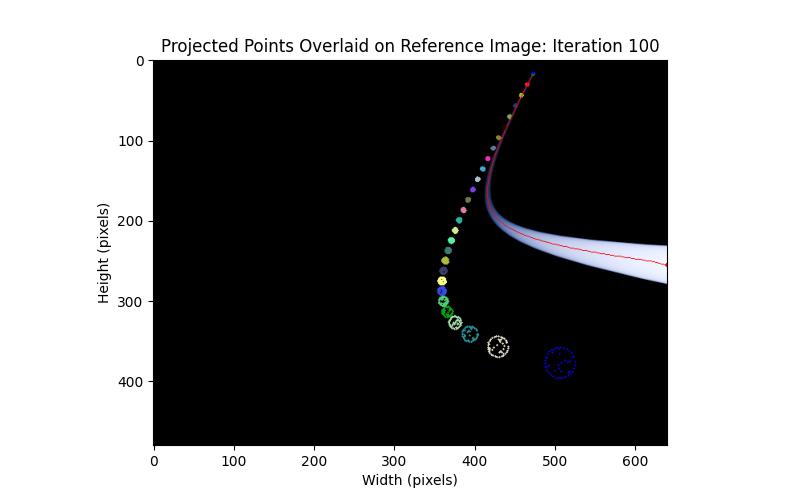 Projected Points Overlaid on Reference Image: Iteration 100
0
100
200
300
400
Height (pixels)
0 100 200 300 400 500 600
Width (pixels)